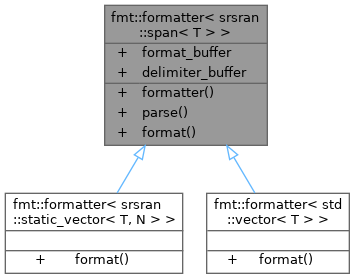 fmt::formatter< srsran
::span< T > >
+ format_buffer
+ delimiter_buffer
+ formatter()
+ parse()
+ format()
fmt::formatter< srsran
::static_vector< T, N > >
+ format()
fmt::formatter< std
::vector< T > >
+ format()